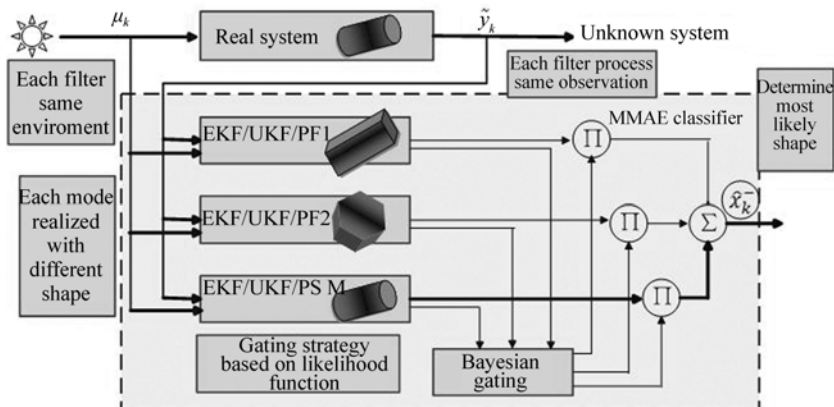 μk
ỹk
Real system
Unknown system
Each filter
same
enviroment
Each filter process
same observation
Determine
most
likely
shape
MMAE classifier
EKF/UKF/PF1
Π
Each mode
realized
with
different
shape
EKF/UKF/PF2
Π
Σ
x̂k−
EKF/UKF/PS M
Π
Gating strategy
based on likelihood
function
Bayesian
gating